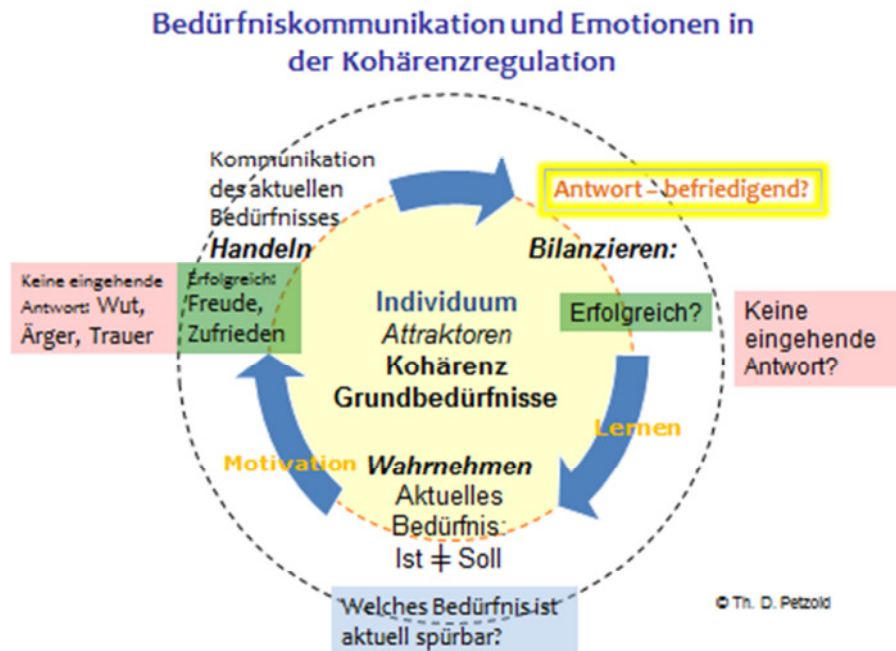 Bedürfniskommunikation und Emotionen in
der Kohärenzregulation
Kommunikation
des aktuellen
Bedürfnisses
Handeln
Antwort – befriedigend?
Bilanzieren:
Keine eingehende
Antwort: Wut,
Ärger, Trauer
Erfolgreich:
Freude,
Zufrieden
Individuum
Attraktoren
Kohärenz
Grundbedürfnisse
Erfolgreich?
Keine
eingehende
Antwort?
Lernen
Motivation
Wahrnehmen
Aktuelles
Bedürfnis:
Ist ╪ Soll
Welches Bedürfnis ist
aktuell spürbar?
© Th. D. Petzold